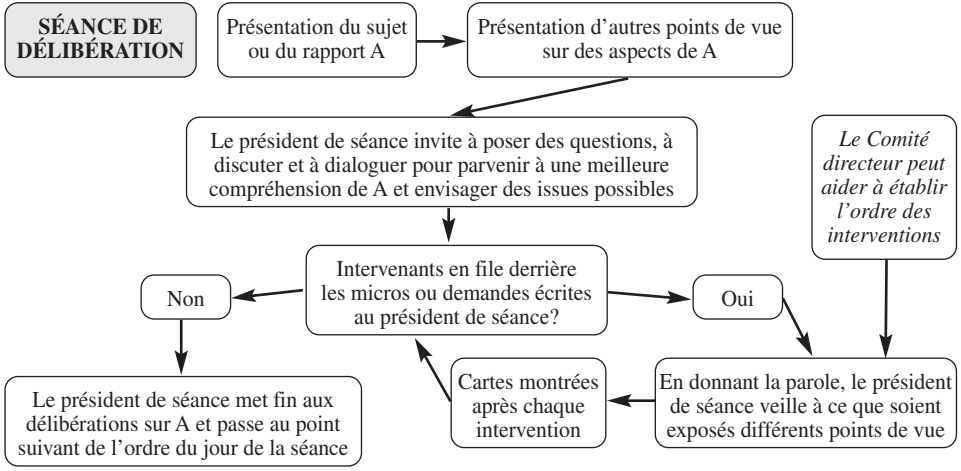 SÉANCE DE
DÉLIBÉRATION
Présentation du sujet
ou du rapport A
Présentation d’autres points de vue
sur des aspects de A
Le président de séance invite à poser des questions, à
discuter et à dialoguer pour parvenir à une meilleure
compréhension de A et envisager des issues possibles
Le Comité
directeur peut
aider à établir
l’ordre des
interventions
Intervenants en file derrière
les micros ou demandes écrites
au président de séance?
Non
Oui
Le président de séance met fin aux
délibérations sur A et passe au point
suivant de l’ordre du jour de la séance
Cartes montrées
après chaque
intervention
En donnant la parole, le président
de séance veille à ce que soient
exposés différents points de vue